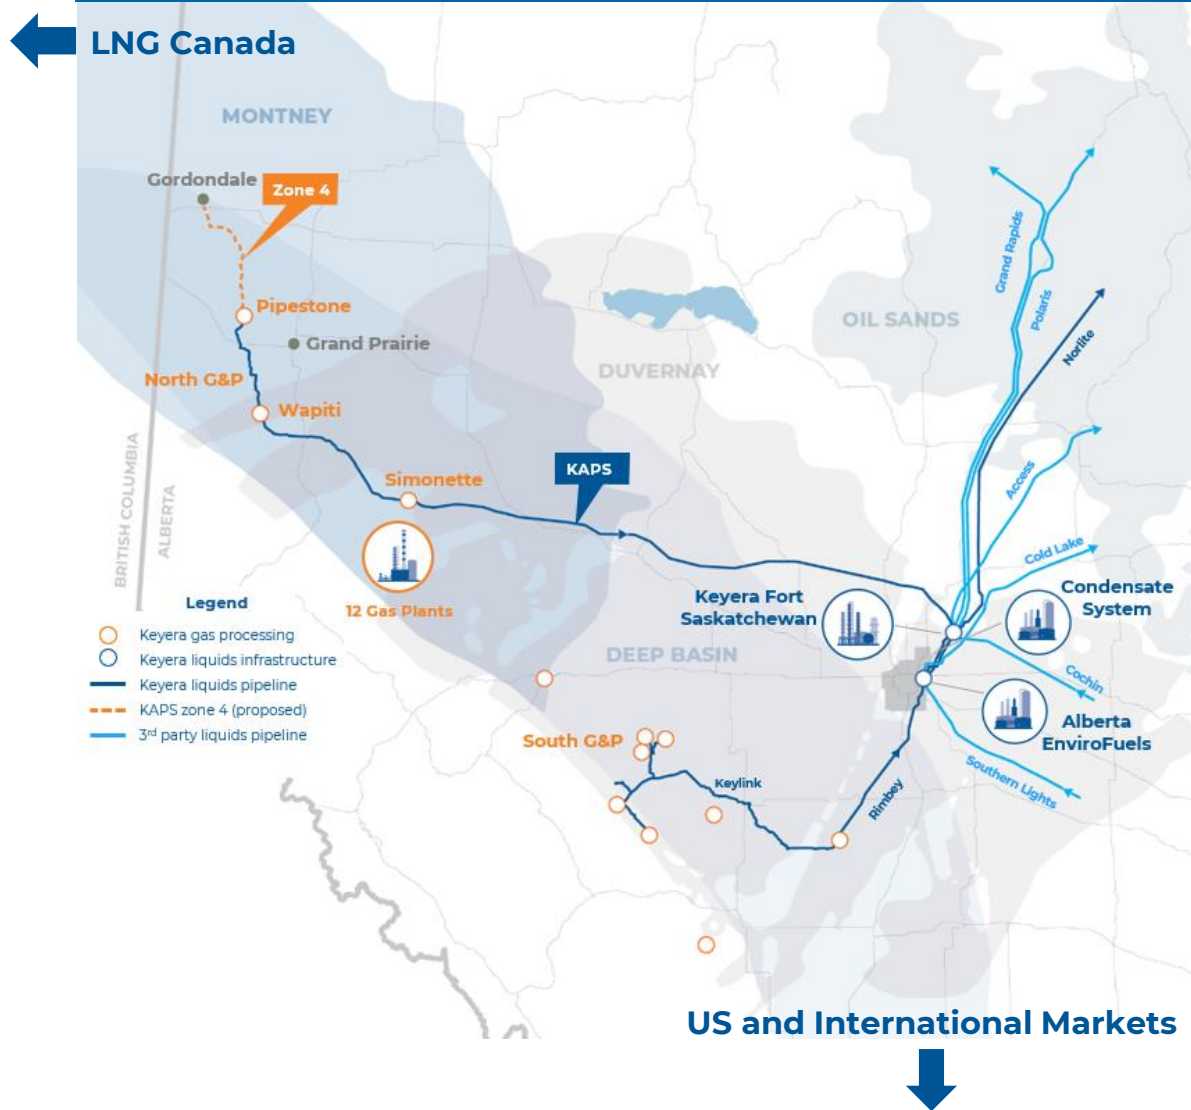 LNG Canada
MONTNEY
Gordondale
Zone 4
Pipestone
Grand Prairie
North G&P
Wapiti
Simonette
KAPS
12 Gas Plants
BRITISH COLUMBIA
ALBERTA
OIL SANDS
DUVERNAY
DEEP BASIN
Grand Rapids
Polaris
Norlite
Access
Cold Lake
Keyera Fort
Saskatchewan
Condensate
System
Cochin
Alberta
EnviroFuels
Southern Lights
South G&P
Keylink
Rimbey
Legend
Keyera gas processing
Keyera liquids infrastructure
Keyera liquids pipeline
KAPS zone 4 (proposed)
3rd party liquids pipeline
US and International Markets